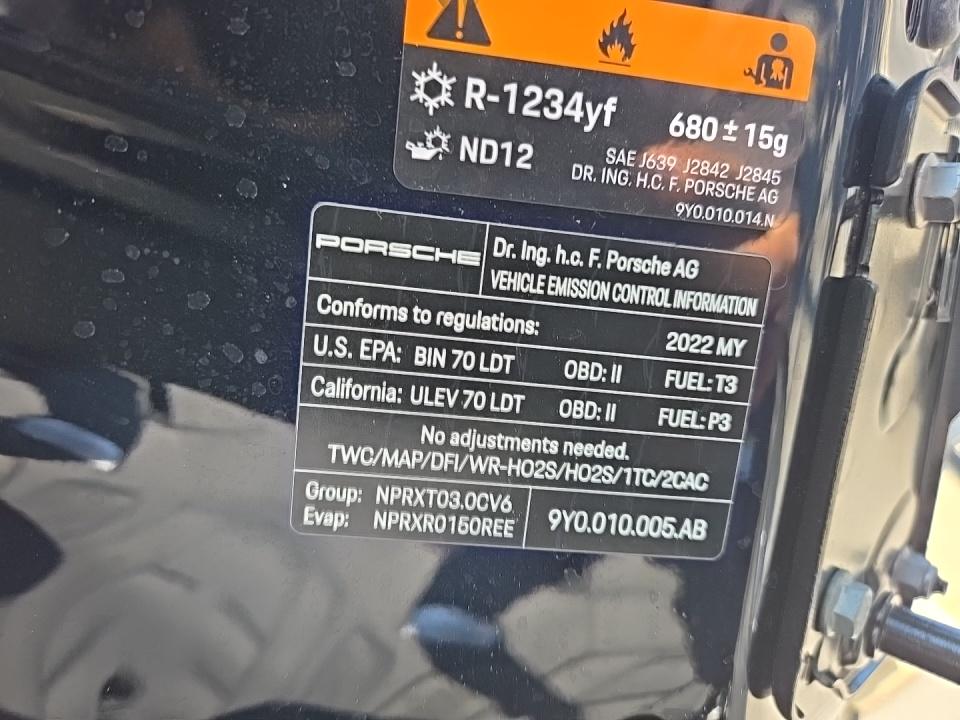 R-1234yf 680 ± 15g
ND12
SAE J639 J2842 J2845
DR. ING. H.C. F. PORSCHE AG
9Y0.010.014.N
PORSCHE
Dr. Ing. h.c. F. Porsche AG
VEHICLE EMISSION CONTROL INFORMATION
Conforms to regulations: 2022 MY
U.S. EPA: BIN 70 LDT OBD: II FUEL: T3
California: ULEV 70 LDT OBD: II FUEL: P3
No adjustments needed.
TWC/MAP/DFI/WR-HO2S/HO2S/1TC/2CAC
Group: NPRXT03.0CV6
Evap: NPRXR0150REE
9Y0.010.005.AB